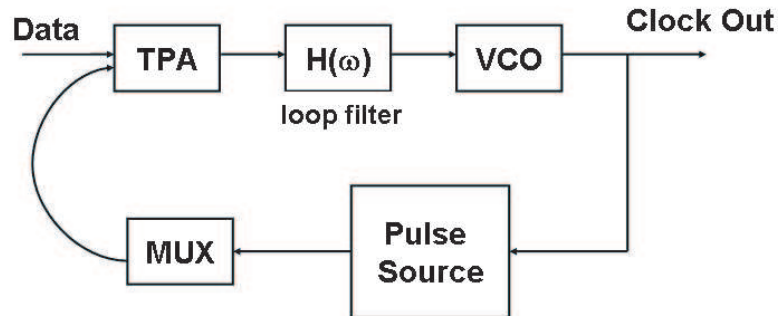 Data
Clock Out
TPA
H(ω)
VCO
loop filter
MUX
Pulse
Source